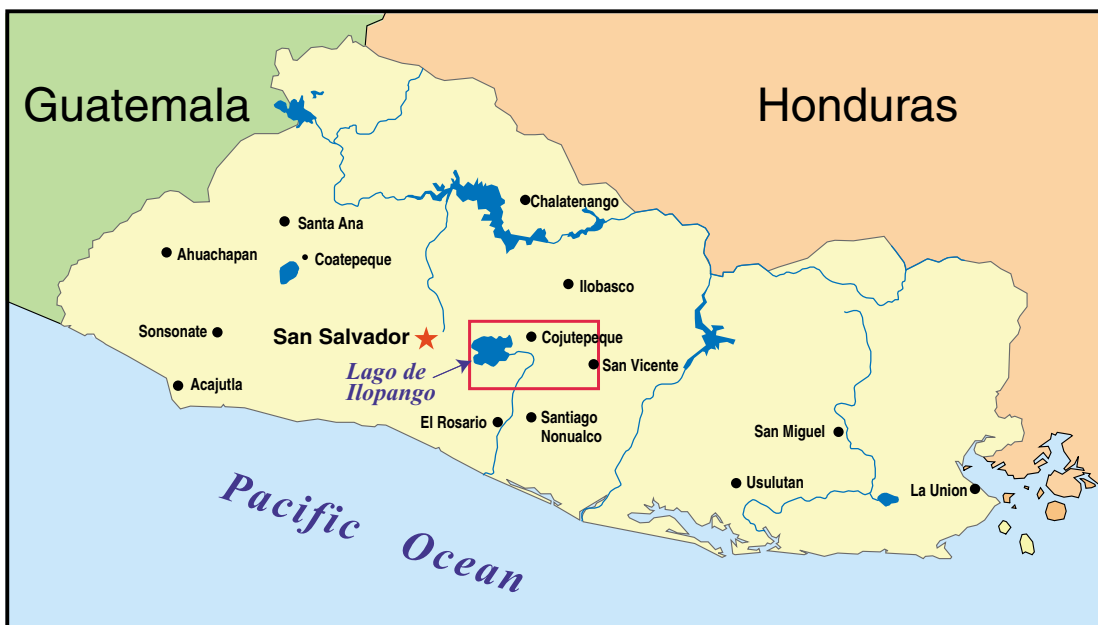 Guatemala
Honduras
Chalatenango
Santa Ana
Ahuachapan
Coatepeque
Ilobasco
Sonsonate
San Salvador
Cojutepeque
San Vicente
Lago de
Ilopango
Acajutla
El Rosario
Santiago
Nonualco
San Miguel
Usulutan
La Union
Pacific Ocean